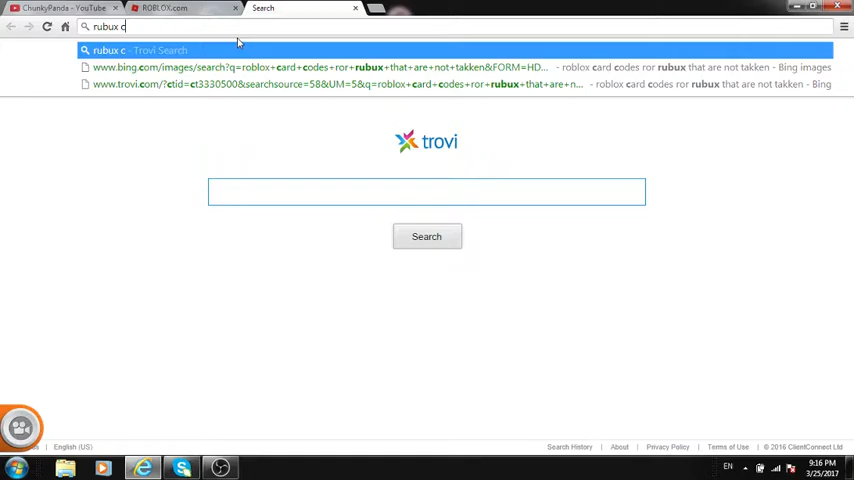 ChunkyPanda - YouTube
ROBLOX.com
Search
rubux c
rubux c - Trovi Search
www.bing.com/images/search?q=roblox+card+codes+ror+rubux+that+are+not+takken&FORM=HD... - roblox card codes ror rubux that are not takken - Bing images
www.trovi.com/?ctid=ct3330500&searchsource=58&UM=5&q=roblox+card+codes+ror+rubux+that+are+n... - roblox card codes ror rubux that are not takken - Bing
trovi
Search
English (US)
Search History
About
Privacy Policy
Terms of Use
© 2016 ClientConnect Ltd
EN
9:16 PM
3/25/2017